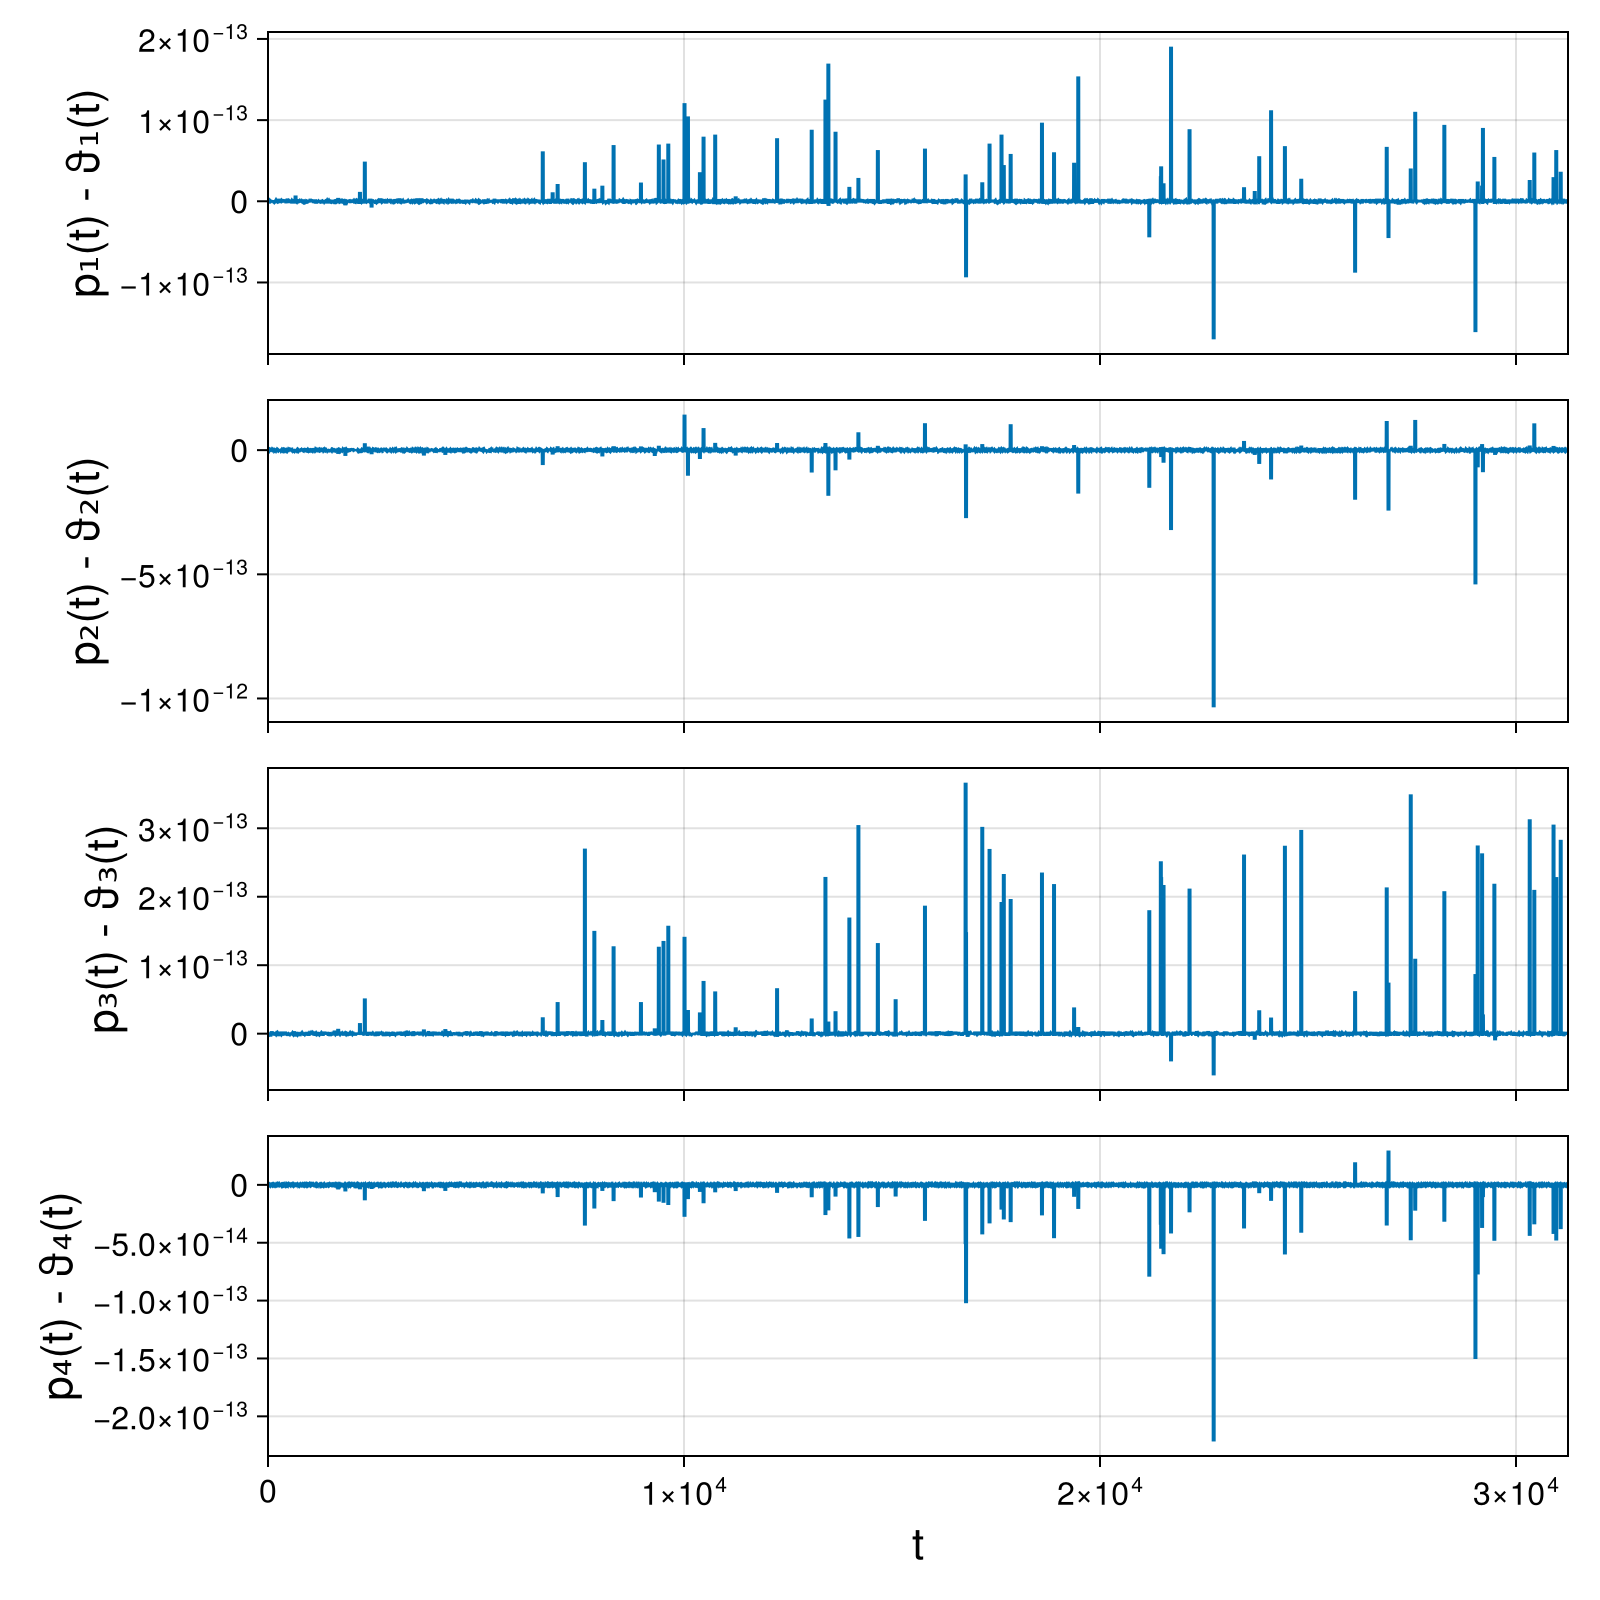 p₁(t) - ϑ₁(t)
2×10⁻¹³
1×10⁻¹³
0
−1×10⁻¹³
p₂(t) - ϑ₂(t)
0
−5×10⁻¹³
−1×10⁻¹²
p₃(t) - ϑ₃(t)
3×10⁻¹³
2×10⁻¹³
1×10⁻¹³
0
p₄(t) - ϑ₄(t)
0
−5.0×10⁻¹⁴
−1.0×10⁻¹³
−1.5×10⁻¹³
−2.0×10⁻¹³
0 1×10⁴ 2×10⁴ 3×10⁴
t